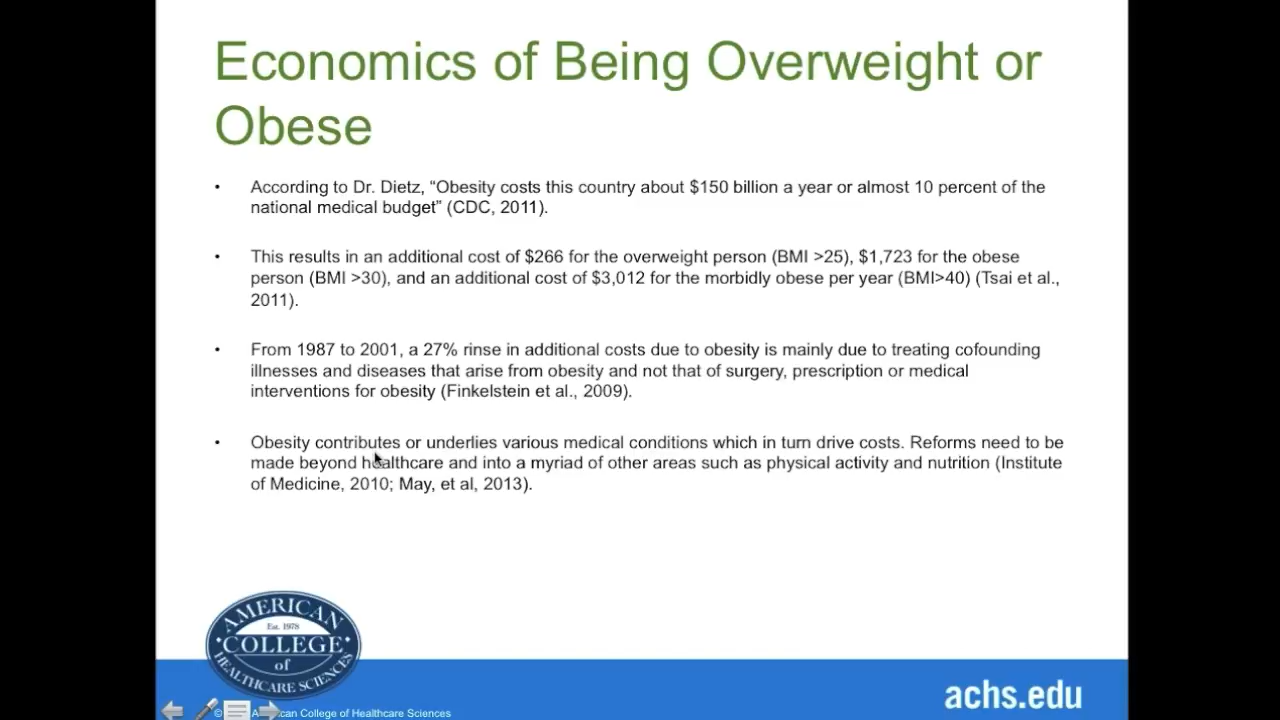 Economics of Being Overweight or
Obese
• According to Dr. Dietz, “Obesity costs this country about $150 billion a year or almost 10 percent of the
national medical budget” (CDC, 2011).
• This results in an additional cost of $266 for the overweight person (BMI >25), $1,723 for the obese
person (BMI >30), and an additional cost of $3,012 for the morbidly obese per year (BMI>40) (Tsai et al.,
2011).
• From 1987 to 2001, a 27% rinse in additional costs due to obesity is mainly due to treating cofounding
illnesses and diseases that arise from obesity and not that of surgery, prescription or medical
interventions for obesity (Finkelstein et al., 2009).
• Obesity contributes or underlies various medical conditions which in turn drive costs. Reforms need to be
made beyond healthcare and into a myriad of other areas such as physical activity and nutrition (Institute
of Medicine, 2010; May, et al, 2013).
AMERICAN
Est. 1978
COLLEGE
of
HEALTHCARE SCIENCES
achs.edu
© College of Healthcare Sciences